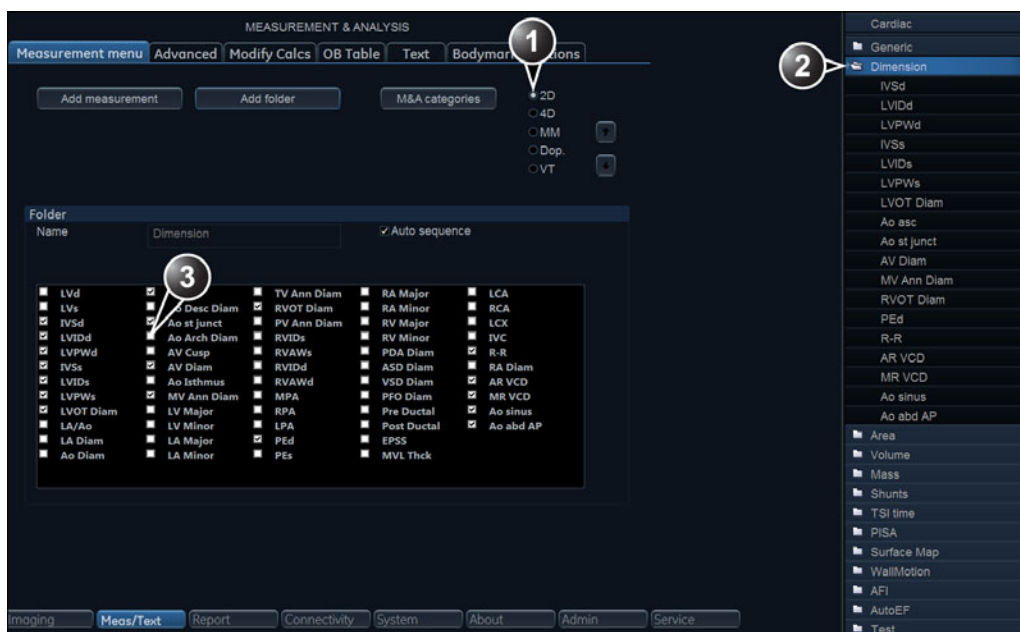 MEASUREMENT & ANALYSIS
Measurement menu Advanced Modify Calcs OB Table Text Bodymar ions
1
Add measurement Add folder M&A categories
2D
4D
MM
Dop.
VT
Folder
Name Dimension Auto sequence
3
LVd TV Ann Diam RA Major LCA
LVs Desc Diam RVOT Diam RA Minor RCA
IVSd Ao st junct PV Ann Diam RV Major LCX
LVIDd Ao Arch Diam RVIDs RV Minor IVC
LVPWd AV Cusp RVAWs PDA Diam R-R
IVSs AV Diam RVIDd ASD Diam RA Diam
LVIDs Ao Isthmus RVAWd VSD Diam AR VCD
LVPWs MV Ann Diam MPA PFO Diam MR VCD
LVOT Diam LV Major RPA Pre Ductal Ao sinus
LA/Ao LV Minor LPA Post Ductal Ao abd AP
LA Diam LA Major PEd EPSS
Ao Diam LA Minor PEs MVL Thck
Imaging Meas/Text Report Connectivity System About Admin Service
Cardiac
Generic
2
Dimension
IVSd
LVIDd
LVPWd
IVSs
LVIDs
LVPWs
LVOT Diam
Ao asc
Ao st junct
AV Diam
MV Ann Diam
RVOT Diam
PEd
R-R
AR VCD
MR VCD
Ao sinus
Ao abd AP
Area
Volume
Mass
Shunts
TSI time
PISA
Surface Map
WallMotion
AFI
AutoEF
Test